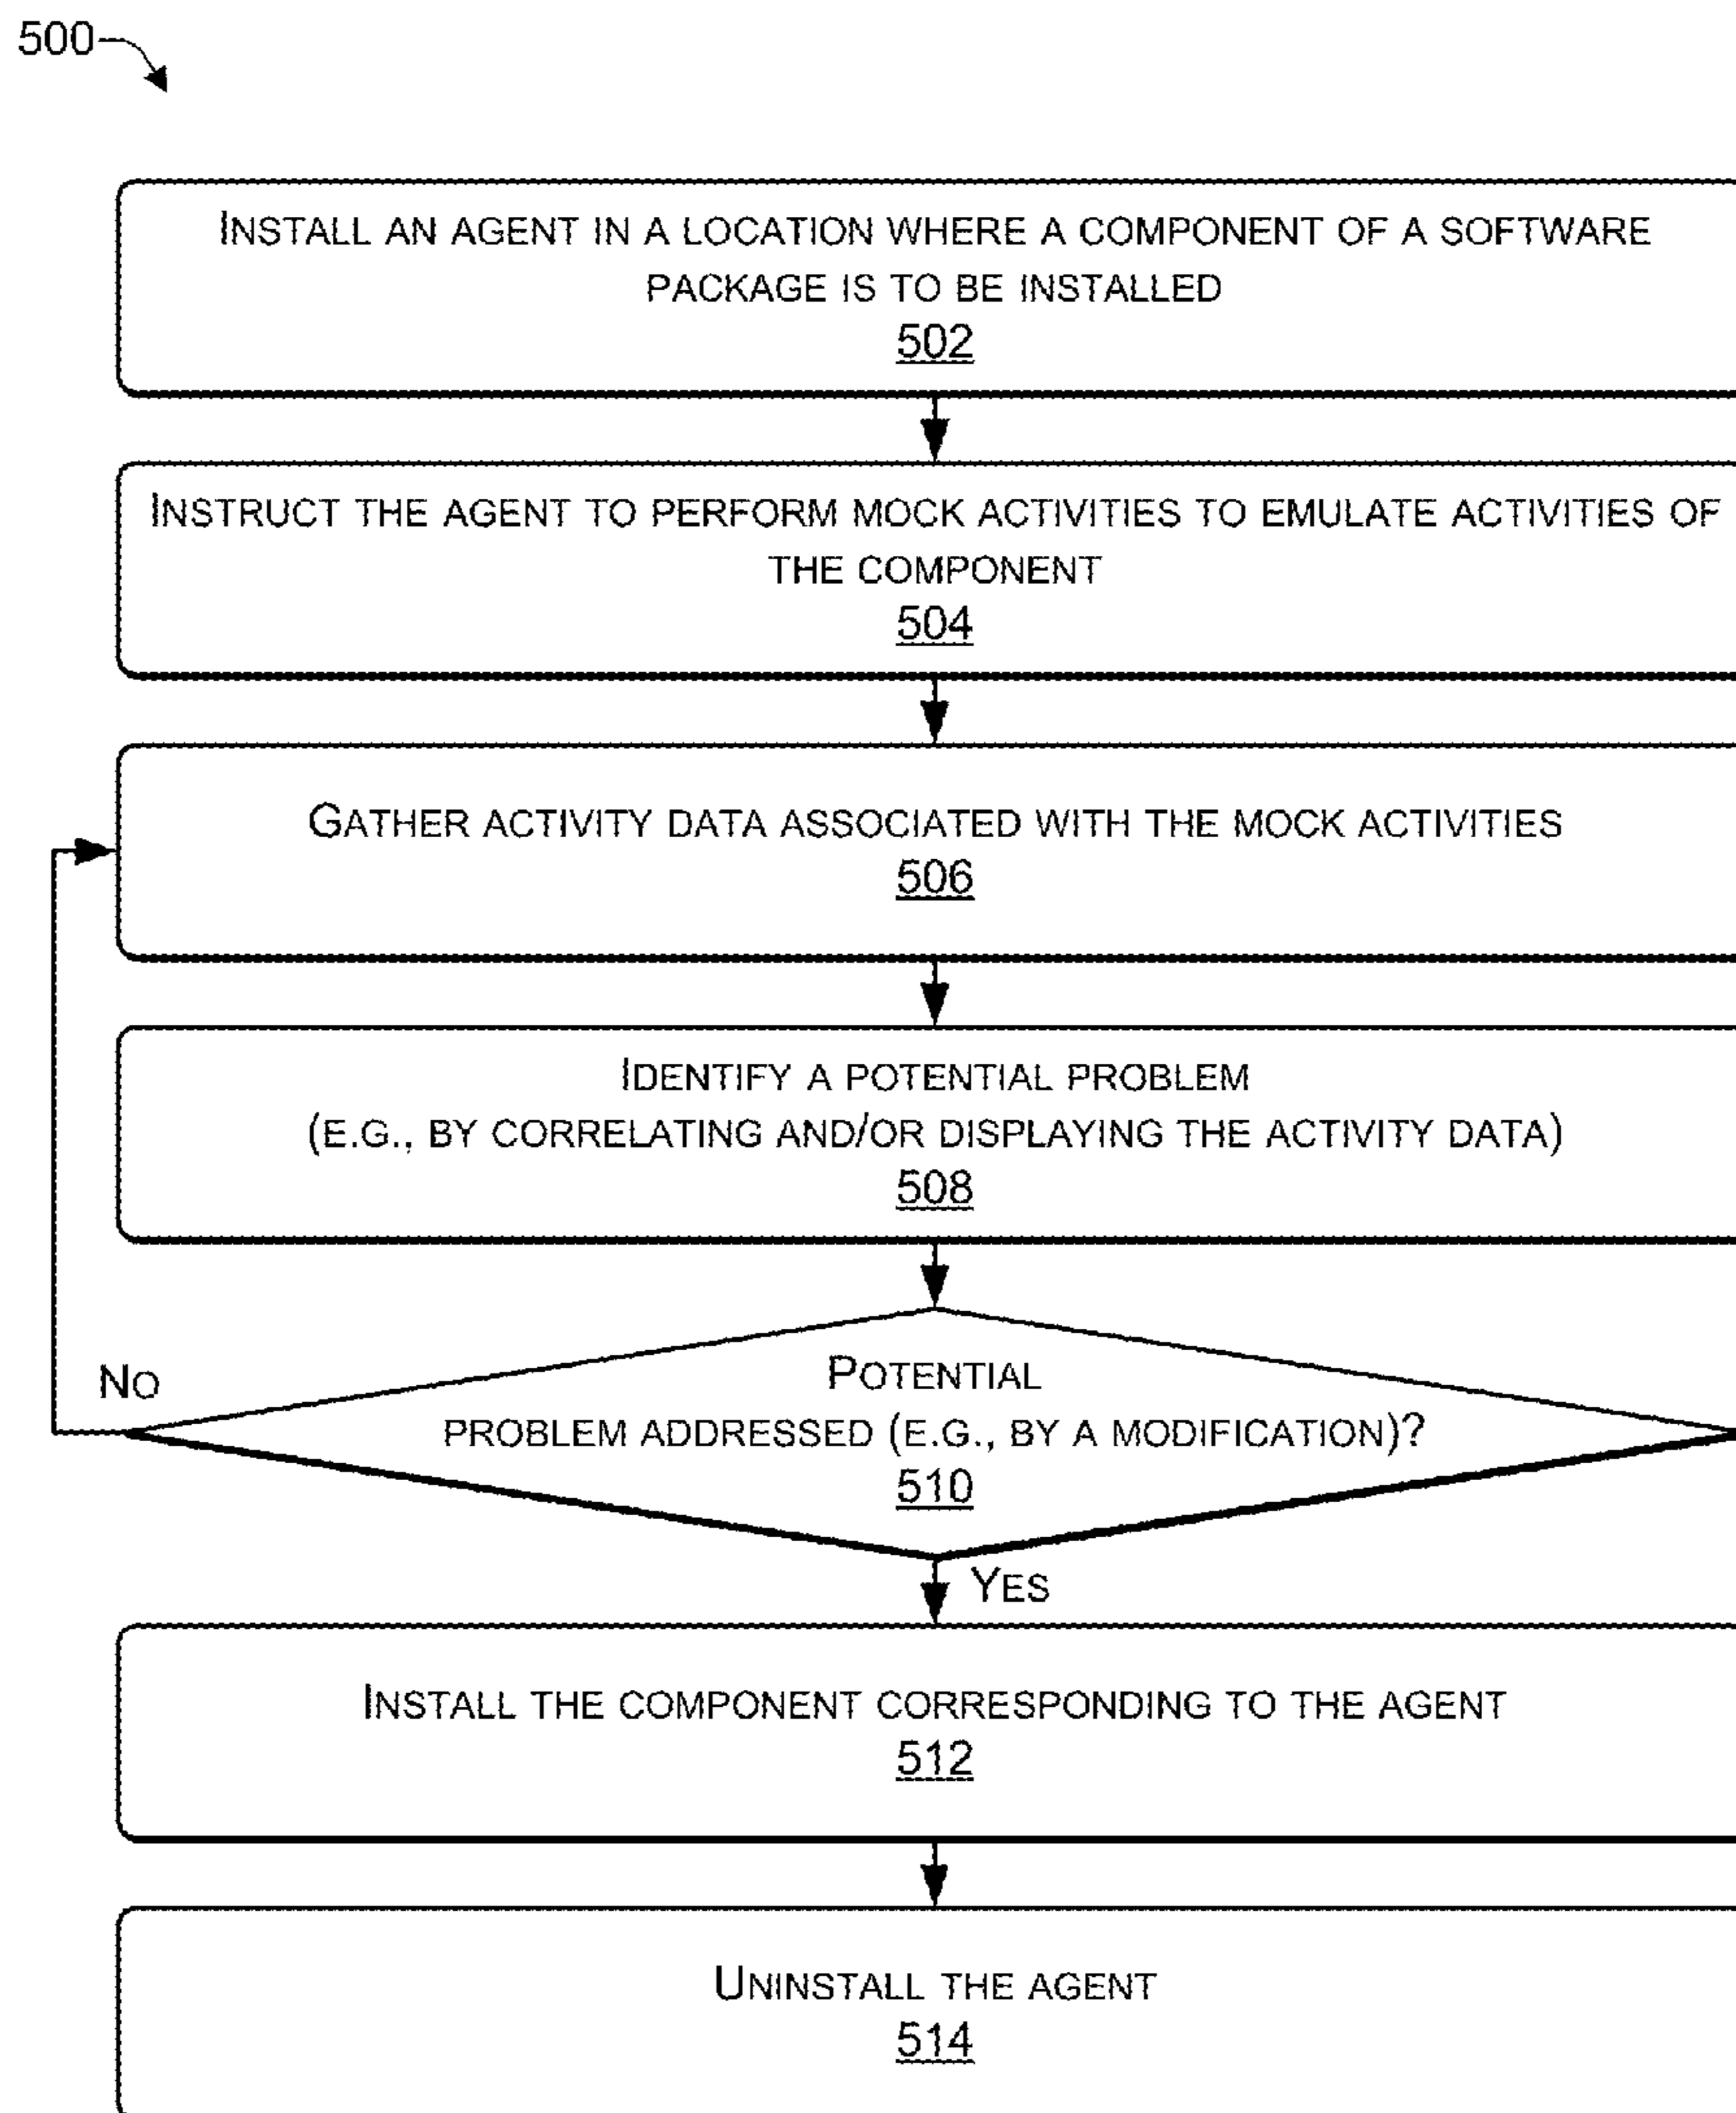 500
INSTALL AN AGENT IN A LOCATION WHERE A COMPONENT OF A SOFTWARE
PACKAGE IS TO BE INSTALLED
502
INSTRUCT THE AGENT TO PERFORM MOCK ACTIVITIES TO EMULATE ACTIVITIES OF
THE COMPONENT
504
GATHER ACTIVITY DATA ASSOCIATED WITH THE MOCK ACTIVITIES
506
IDENTIFY A POTENTIAL PROBLEM
(E.G., BY CORRELATING AND/OR DISPLAYING THE ACTIVITY DATA)
508
NO
POTENTIAL
PROBLEM ADDRESSED (E.G., BY A MODIFICATION)?
510
YES
INSTALL THE COMPONENT CORRESPONDING TO THE AGENT
512
UNINSTALL THE AGENT
514